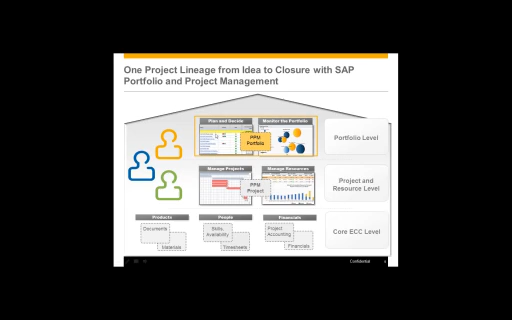 One Project Lineage from Idea to Closure with SAP
Portfolio and Project Management
Plan and Decide
Monitor the Portfolio
PPM
Portfolio
Portfolio Level
Manage Projects
Manage Resources
PPM
Project
Project and
Resource Level
Products
People
Financials
Documents
Materials
Skills,
Availability
Timesheets
Project
Accounting
Financials
Core ECC Level
Confidential